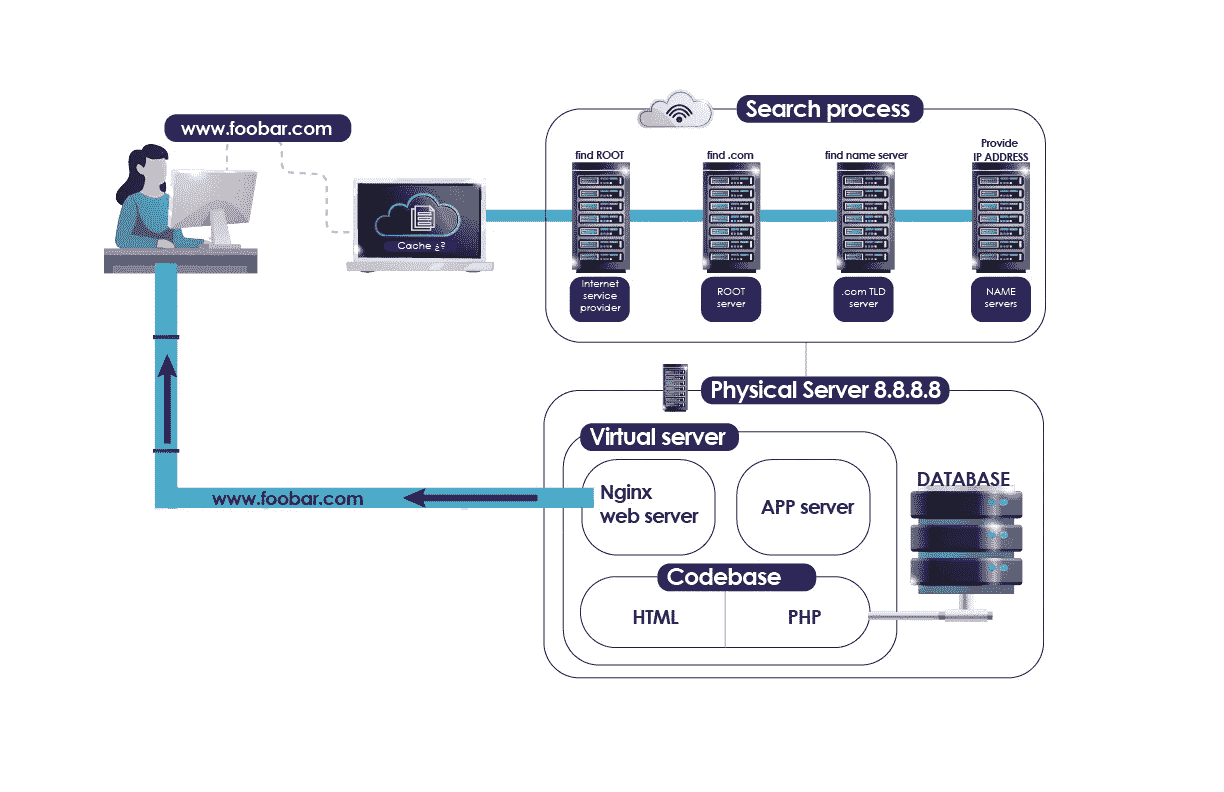 www.foobar.com
Cache ¿?
Search process
find ROOT
find .com
find name server
Provide
IP ADDRESS
Internet
service
provider
ROOT
server
.com TLD
server
NAME
servers
Physical Server 8.8.8.8
Virtual server
Nginx
web server
APP server
DATABASE
www.foobar.com
Codebase
HTML
PHP